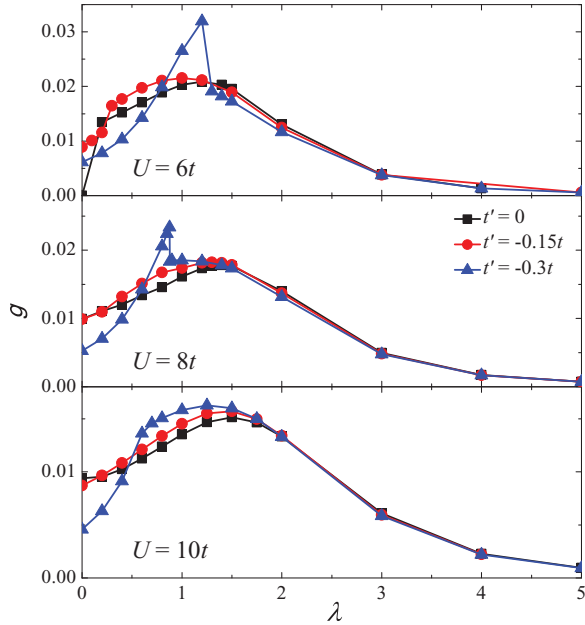 0.03
0.02
0.01
0.00
U = 6t
t' = 0
t' = -0.15t
t' = -0.3t
0.02
0.01
0.00
U = 8t
g
0.01
0.00
U = 10t
0 1 2 3 4 5
λ